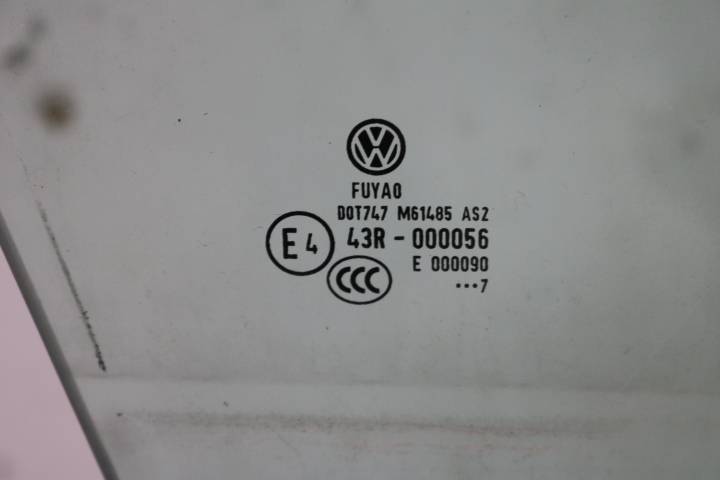 FUYAO
DOT747 M61485 AS2
E4 43R - 000056
E 000090
CCC
•••7